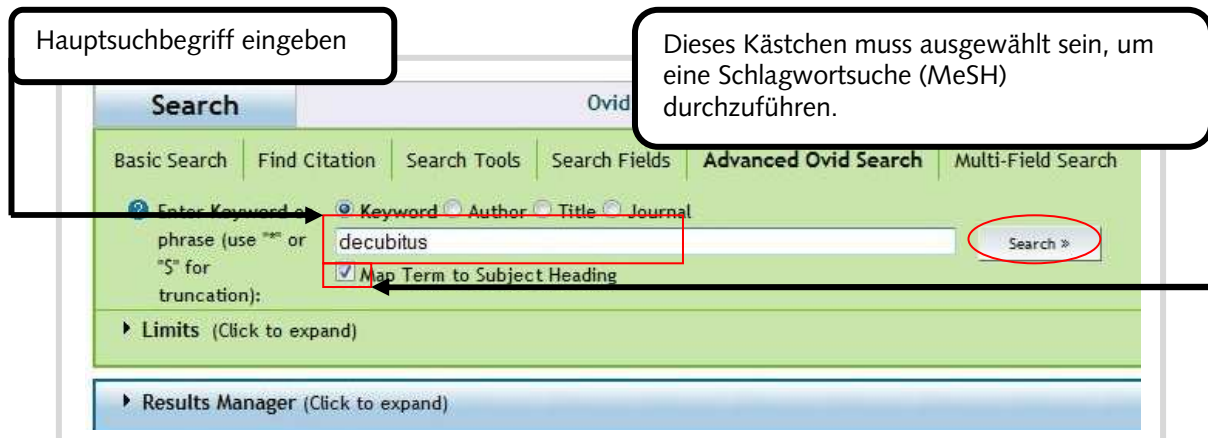 Hauptsuchbegriff eingeben
Dieses Kästchen muss ausgewählt sein, um
eine Schlagwortsuche (MeSH)
durchzuführen.
Search
Ovid
Basic Search
Find Citation
Search Tools
Search Fields
Advanced Ovid Search
Multi-Field Search
Enter Keyword o
phrase (use "*" or
"$" for
truncation):
Keyword Author Title Journal
decubitus
Search »
Map Term to Subject Heading
Limits (Click to expand)
Results Manager (Click to expand)